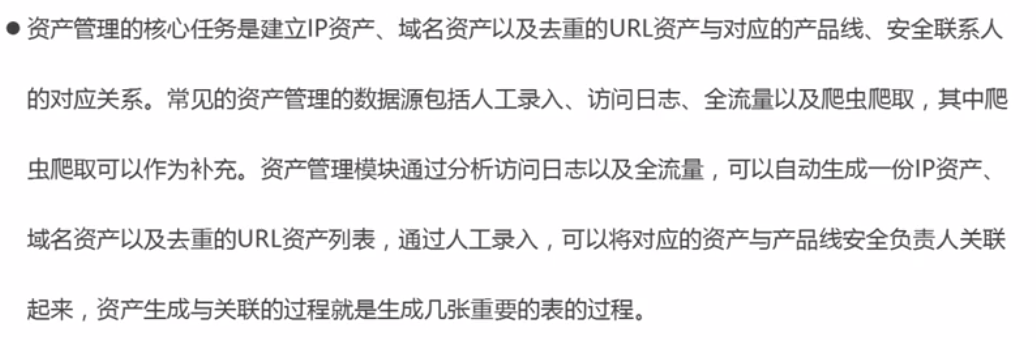 ●资产管理的核心任务是建立IP资产、域名资产以及去重的URL资产与对应的产品线、安全联系人
的对应关系。常见的资产管理的数据源包括人工录入、访问日志、全流量以及爬虫爬取，其中爬
虫爬取可以作为补充。资产管理模块通过分析访问日志以及全流量，可以自动生成一份IP资产、
域名资产以及去重的URL资产列表，通过人工录入，可以将对应的资产与产品线安全负责人关联
起来，资产生成与关联的过程就是生成几张重要的表的过程。